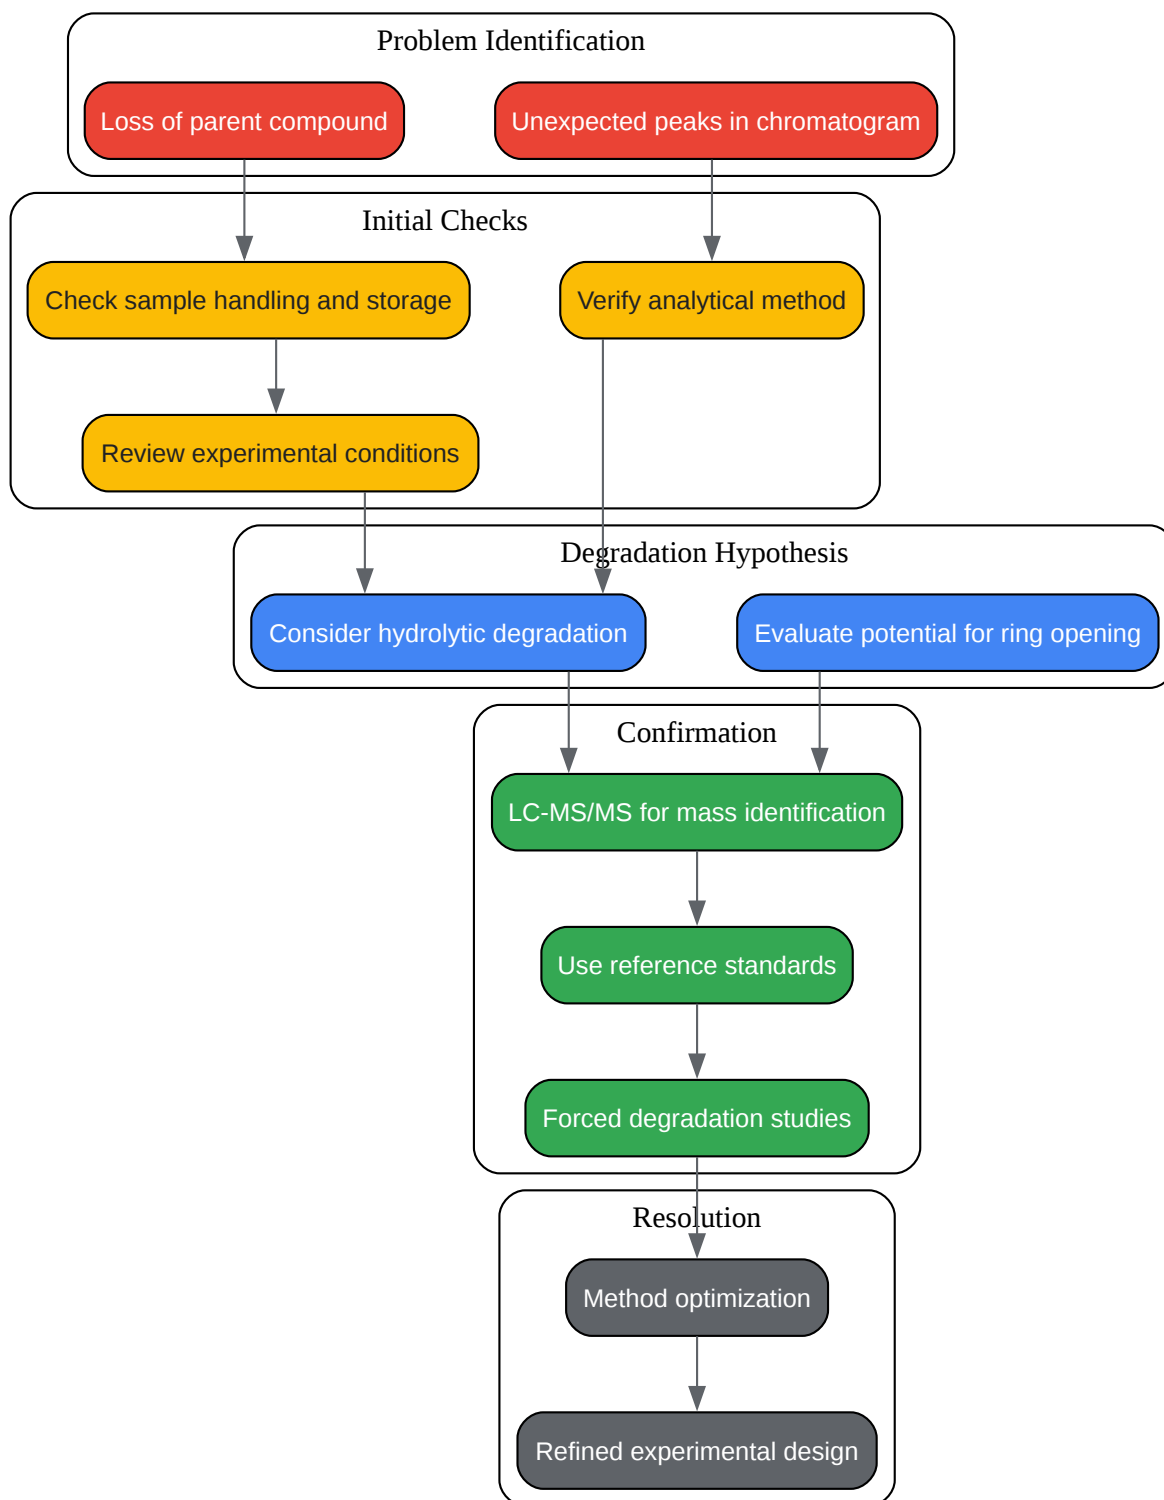 Problem Identification
Loss of parent compound
Unexpected peaks in chromatogram
Initial Checks
Check sample handling and storage
Verify analytical method
Review experimental conditions
Degradation Hypothesis
Consider hydrolytic degradation
Evaluate potential for ring opening
Confirmation
LC-MS/MS for mass identification
Use reference standards
Forced degradation studies
Resolution
Method optimization
Refined experimental design